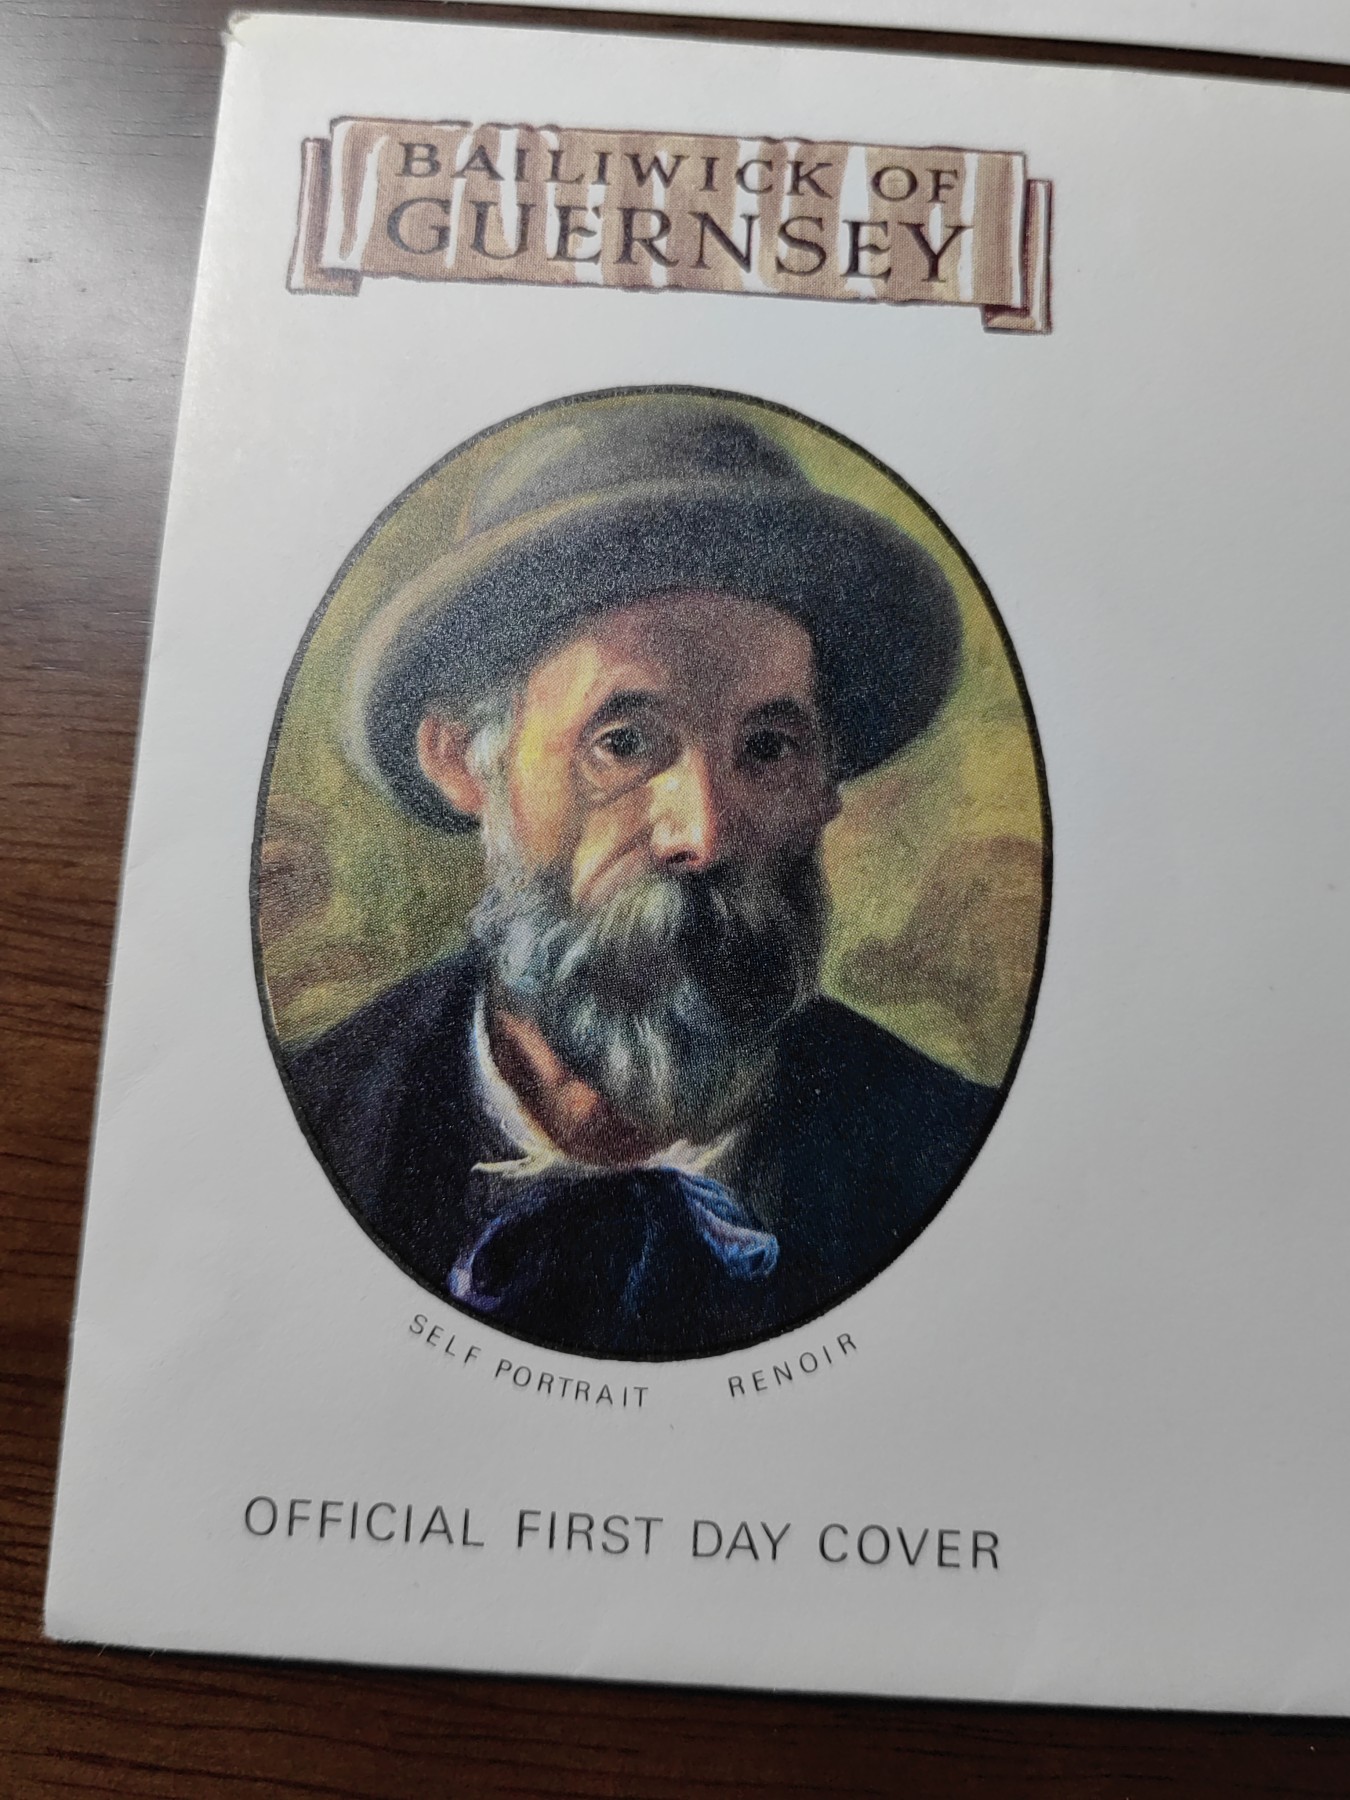 BAILIWICK OF
GUERNSEY
SELF PORTRAIT RENOIR
OFFICIAL FIRST DAY COVER